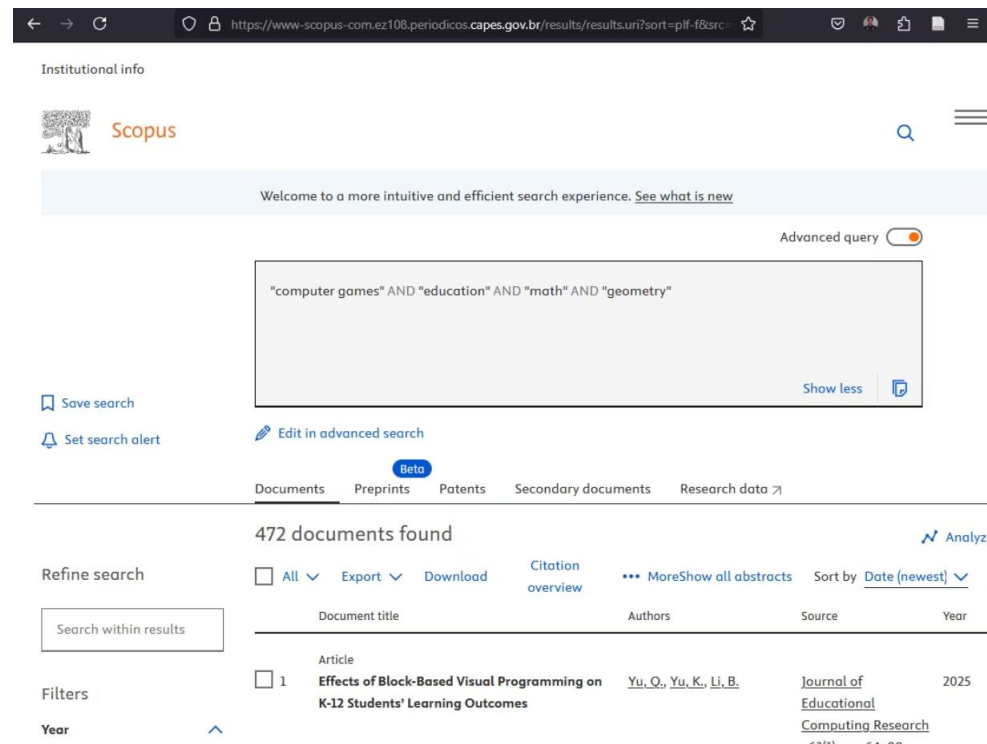 https://www-scopus-com.ez108.periodicos.capes.gov.br/results/results.uri?sort=plf-f&src=
Institutional info
Scopus
Welcome to a more intuitive and efficient search experience. See what is new
Advanced query
"computer games" AND "education" AND "math" AND "geometry"
Show less
Save search
Set search alert
Edit in advanced search
Beta
Documents Preprints Patents Secondary documents Research data
472 documents found
Analyz
Refine search
All Export Download Citation overview ••• MoreShow all abstracts Sort by Date (newest)
Search within results
Document title Authors Source Year
Article
1 Effects of Block-Based Visual Programming on Yu, Q., Yu, K., Li, B. Journal of 2025
K-12 Students' Learning Outcomes Educational
Computing Research
Filters
Year